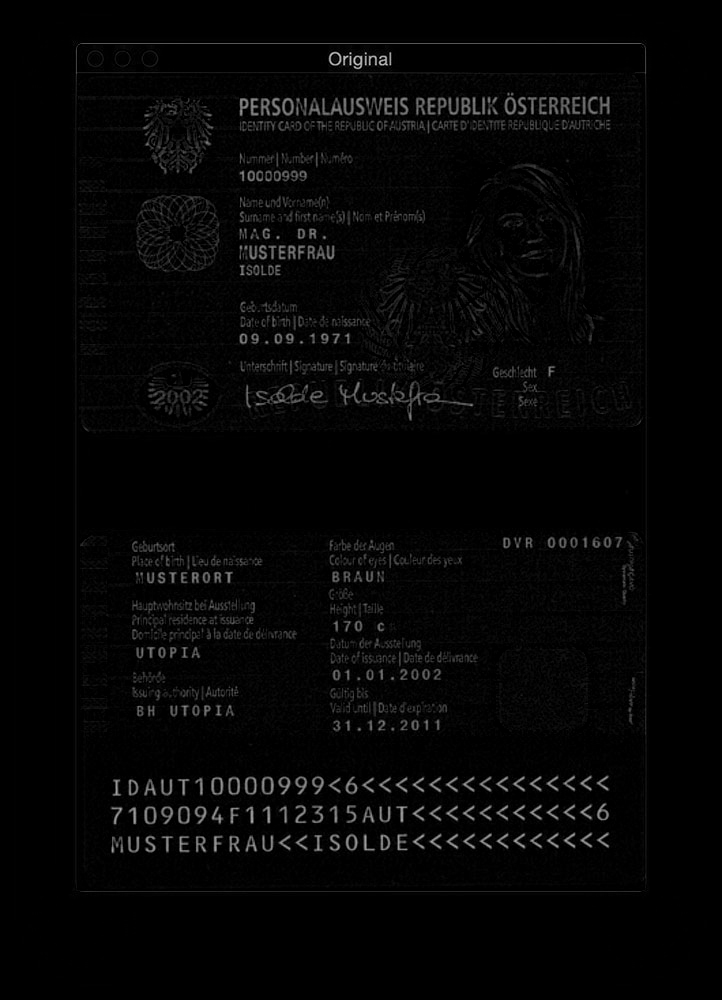 Original
PERSONALAUSWEIS REPUBLIK ÖSTERREICH
IDENTITY CARD OF THE REPUBLIC OF AUSTRIA | CARTE D'IDENTITE REPUBLIQUE D'AUTRICHE
Nummer | Number | Numéro
10000999
Name und Vorname(n)
Surname and first name(s) | Nom et Prénom(s)
MAG. DR.
MUSTERFRAU
ISOLDE
Geburtsdatum
Date of birth | Date de naissance
09.09.1971
Unterschrift | Signature | Signature du titulaire
Geschlecht F
Sex
Sexe
2002
Isolde Musterfrau
REPUBLIK ÖSTERREICH
Geburtsort
Place of birth | Lieu de naissance
MUSTERORT
Hauptwohnsitz bei Ausstellung
Principal residence at issuance
Domicile principal à la date de délivrance
UTOPIA
Behörde
Issuing authority | Autorité
BH UTOPIA
Farbe der Augen
Colour of eyes | Couleur des yeux
BRAUN
Größe
Height | Taille
170 c
Datum der Ausstellung
Date of issuance | Date de délivrance
01.01.2002
Gültig bis
Valid until | Date d'expiration
31.12.2011
DVR 0001607
IDAUT10000999<6<<<<<<<<<<<<<<<
7109094F1112315AUT<<<<<<<<<<<6
MUSTERFRAU<<ISOLDE<<<<<<<<<<<<